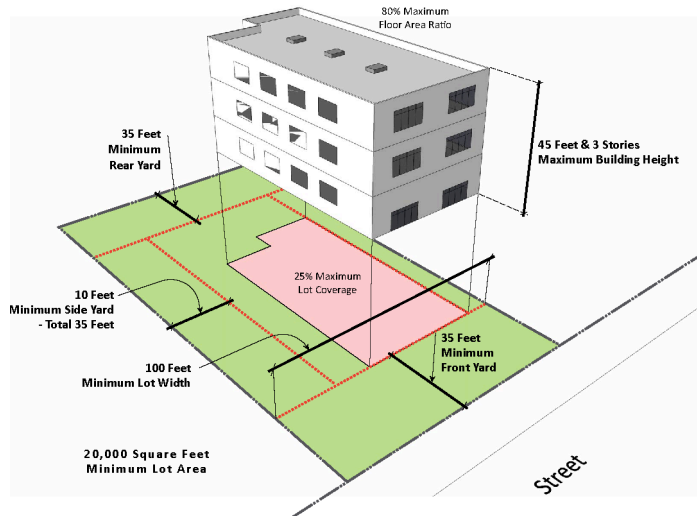 80% Maximum
Floor Area Ratio
35 Feet
Minimum
Rear Yard
45 Feet & 3 Stories
Maximum Building Height
25% Maximum
Lot Coverage
10 Feet
Minimum Side Yard
- Total 35 Feet
100 Feet
Minimum Lot Width
35 Feet
Minimum
Front Yard
20,000 Square Feet
Minimum Lot Area
Street